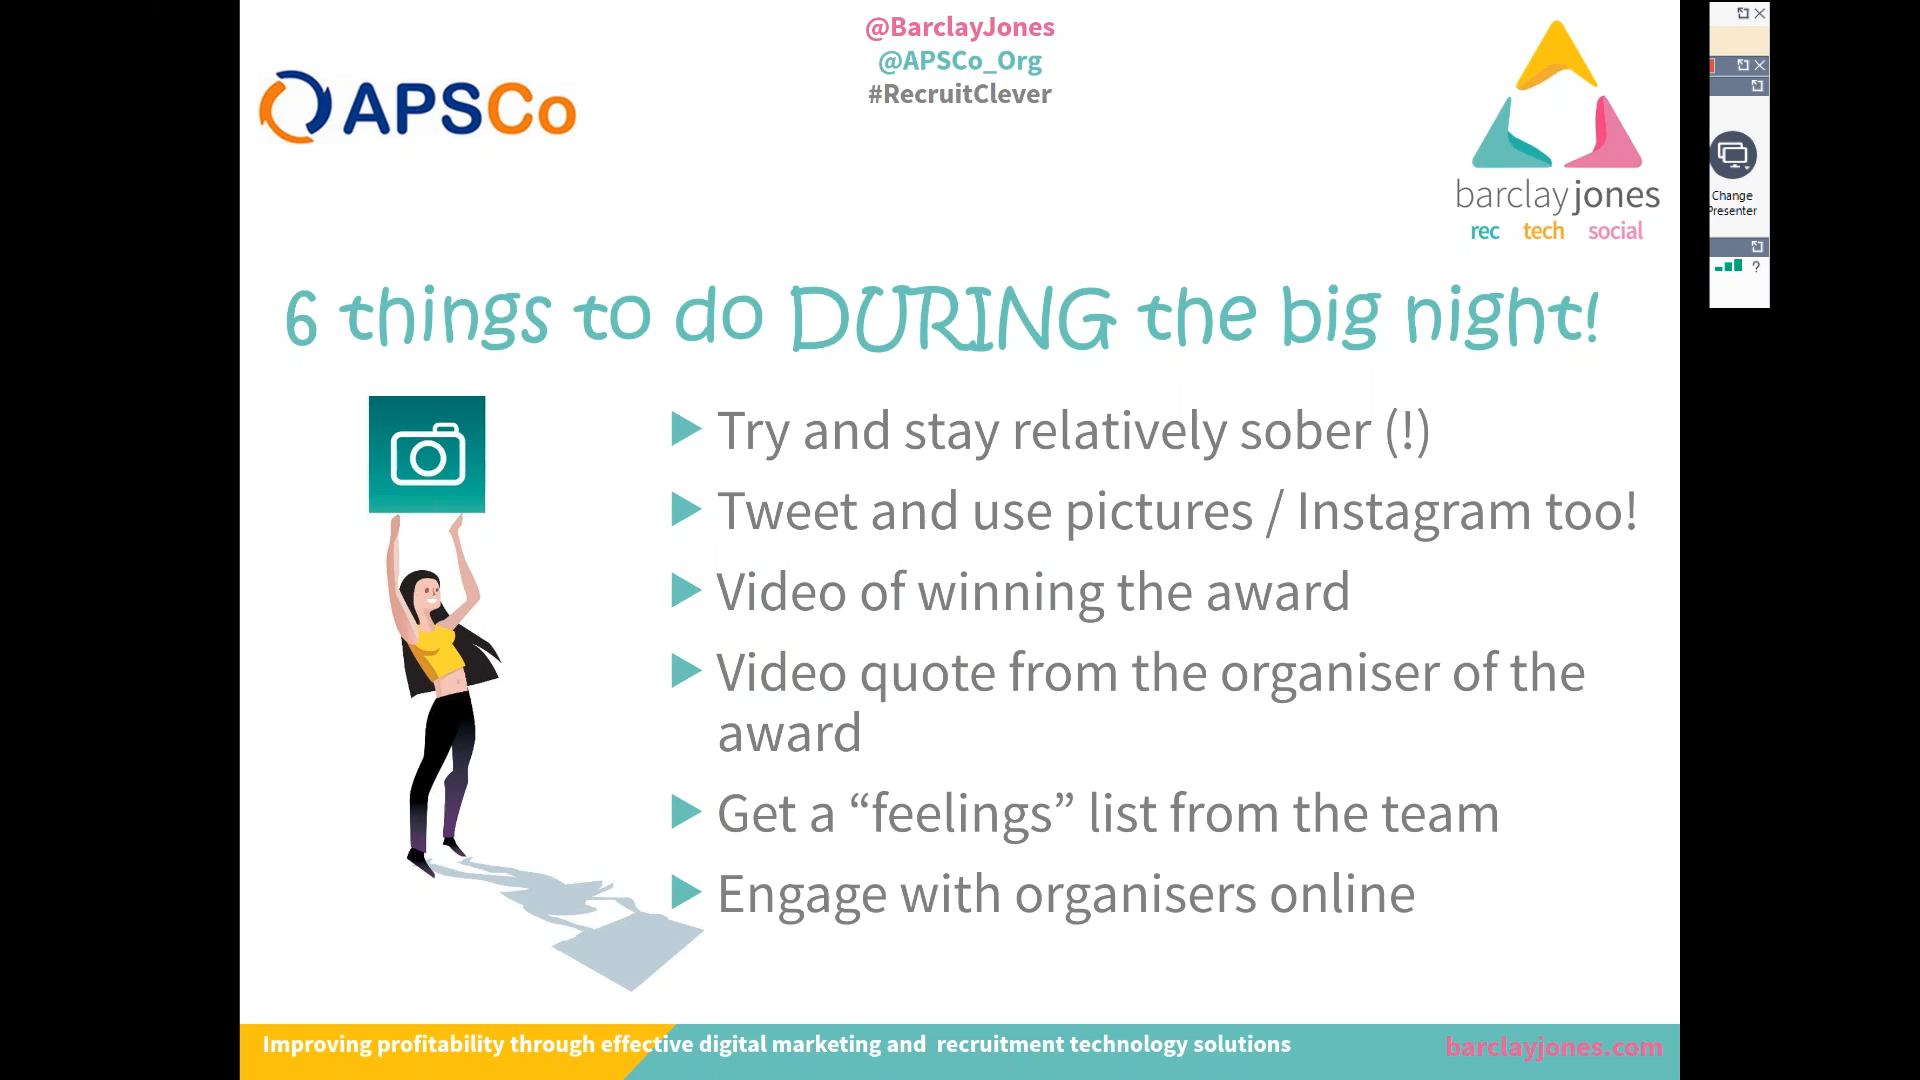 @BarclayJones
@APSCo_Org
#RecruitClever
APSCo
barclayjones
rec tech social
Change
Presenter
?
6 things to do DURING the big night!
Try and stay relatively sober (!)
Tweet and use pictures / Instagram too!
Video of winning the award
Video quote from the organiser of the
award
Get a “feelings” list from the team
Engage with organisers online
Improving profitability through effective digital marketing and recruitment technology solutions
barclayjones.com